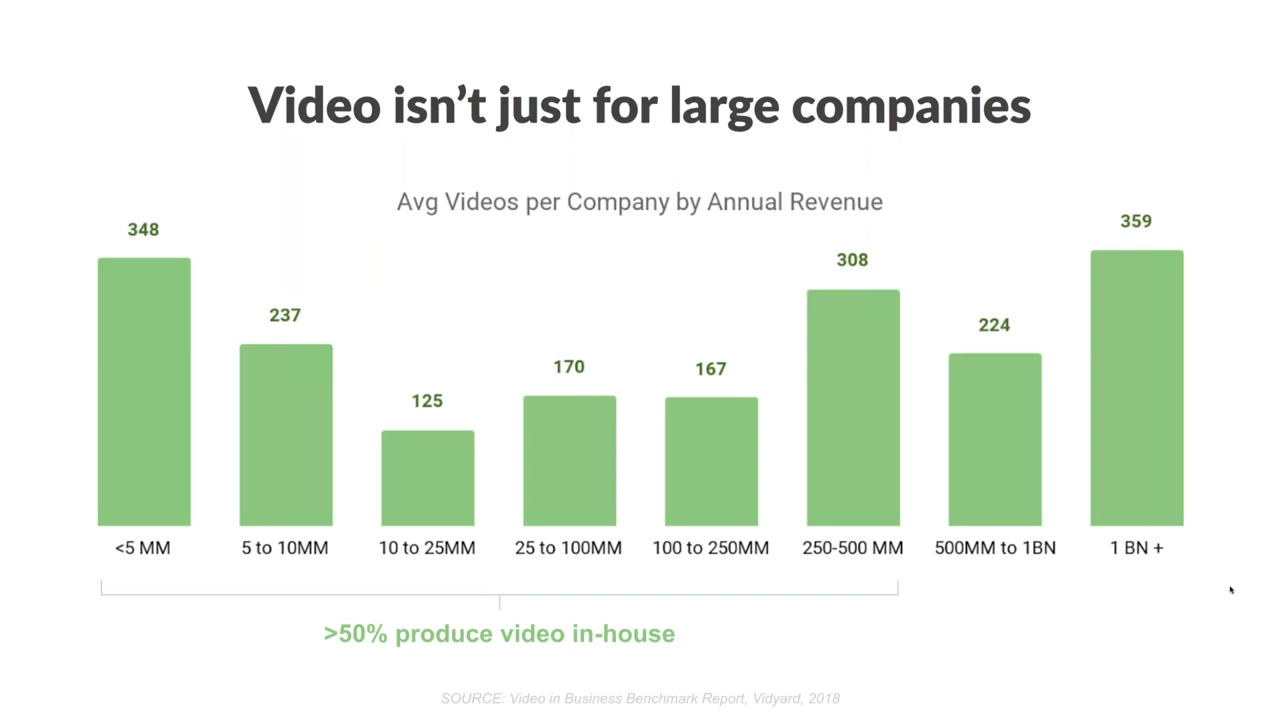 Video isn’t just for large companies
Avg Videos per Company by Annual Revenue
348
237
125
170
167
308
224
359
<5 MM
5 to 10MM
10 to 25MM
25 to 100MM
100 to 250MM
250-500 MM
500MM to 1BN
1 BN +
>50% produce video in-house
SOURCE: Video in Business Benchmark Report, Vidyard, 2018